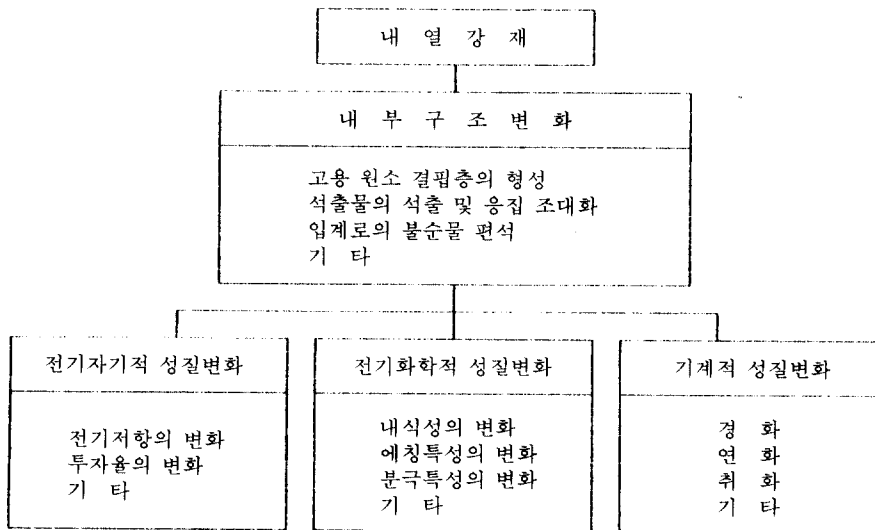 내 열 강 재
내 부 구 조 변 화
고용 원소 결핍층의 형성
석출물의 석출 및 응집 조대화
입계로의 불순물 편석
기 타
전기자기적 성질변화
전기저항의 변화
투자율의 변화
기 타
전기화학적 성질변화
내식성의 변화
에칭특성의 변화
분극특성의 변화
기 타
기계적 성질변화
경 화
연 화
취 화
기 타